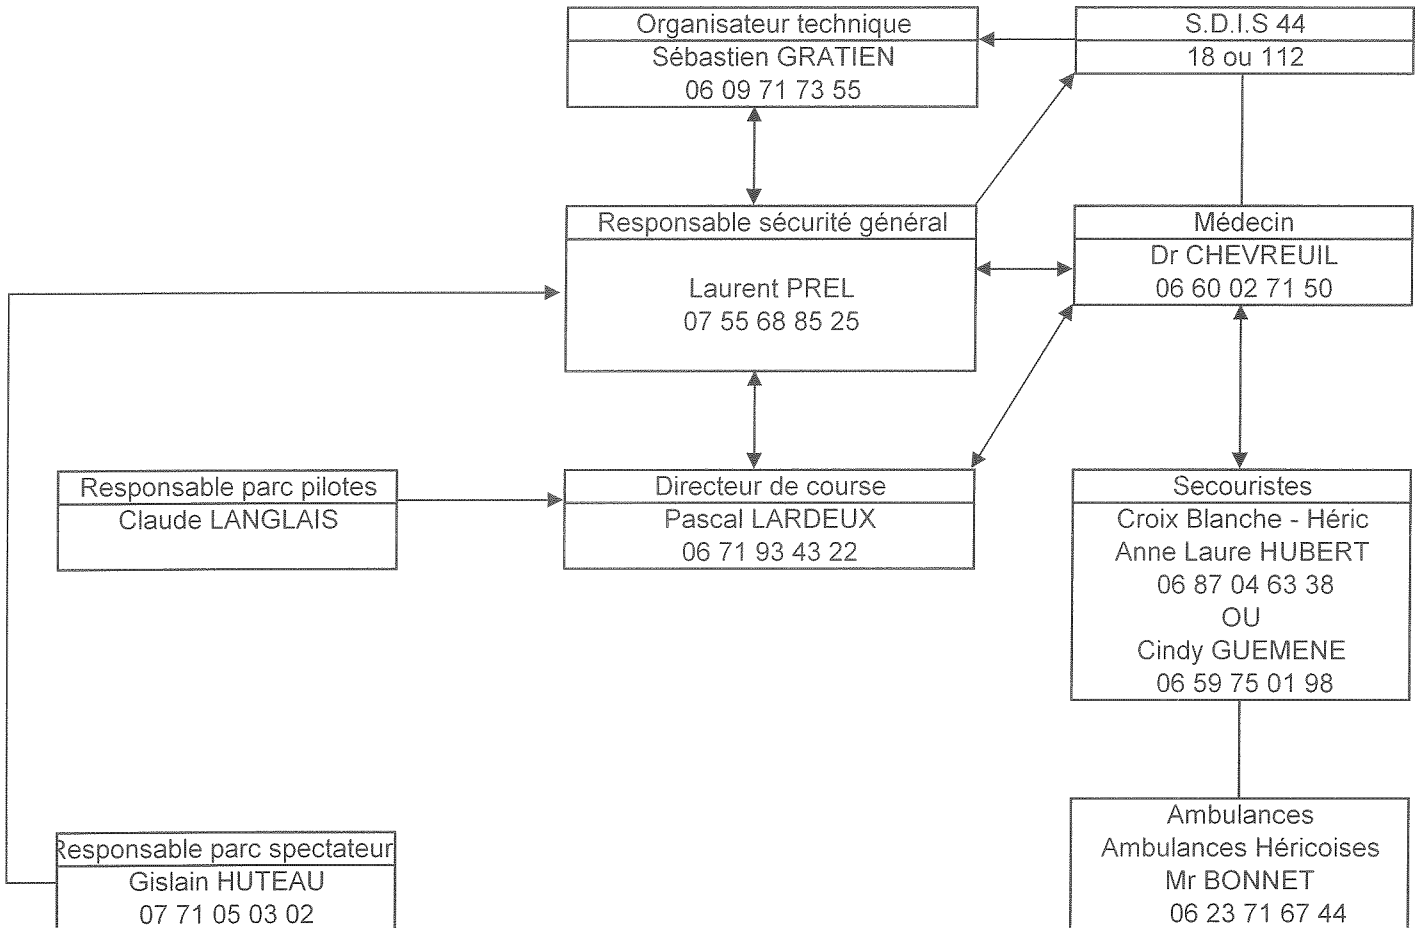 Organisateur technique
Sébastien GRATIEN
06 09 71 73 55
S.D.I.S 44
18 ou 112
Responsable sécurité général
Laurent PREL
07 55 68 85 25
Médecin
Dr CHEVREUIL
06 60 02 71 50
Responsable parc pilotes
Claude LANGLAIS
Directeur de course
Pascal LARDEUX
06 71 93 43 22
Secouristes
Croix Blanche - Héric
Anne Laure HUBERT
06 87 04 63 38
OU
Cindy GUEMENE
06 59 75 01 98
Responsable parc spectateur
Gislain HUTEAU
07 71 05 03 02
Ambulances
Ambulances Héricoises
Mr BONNET
06 23 71 67 44